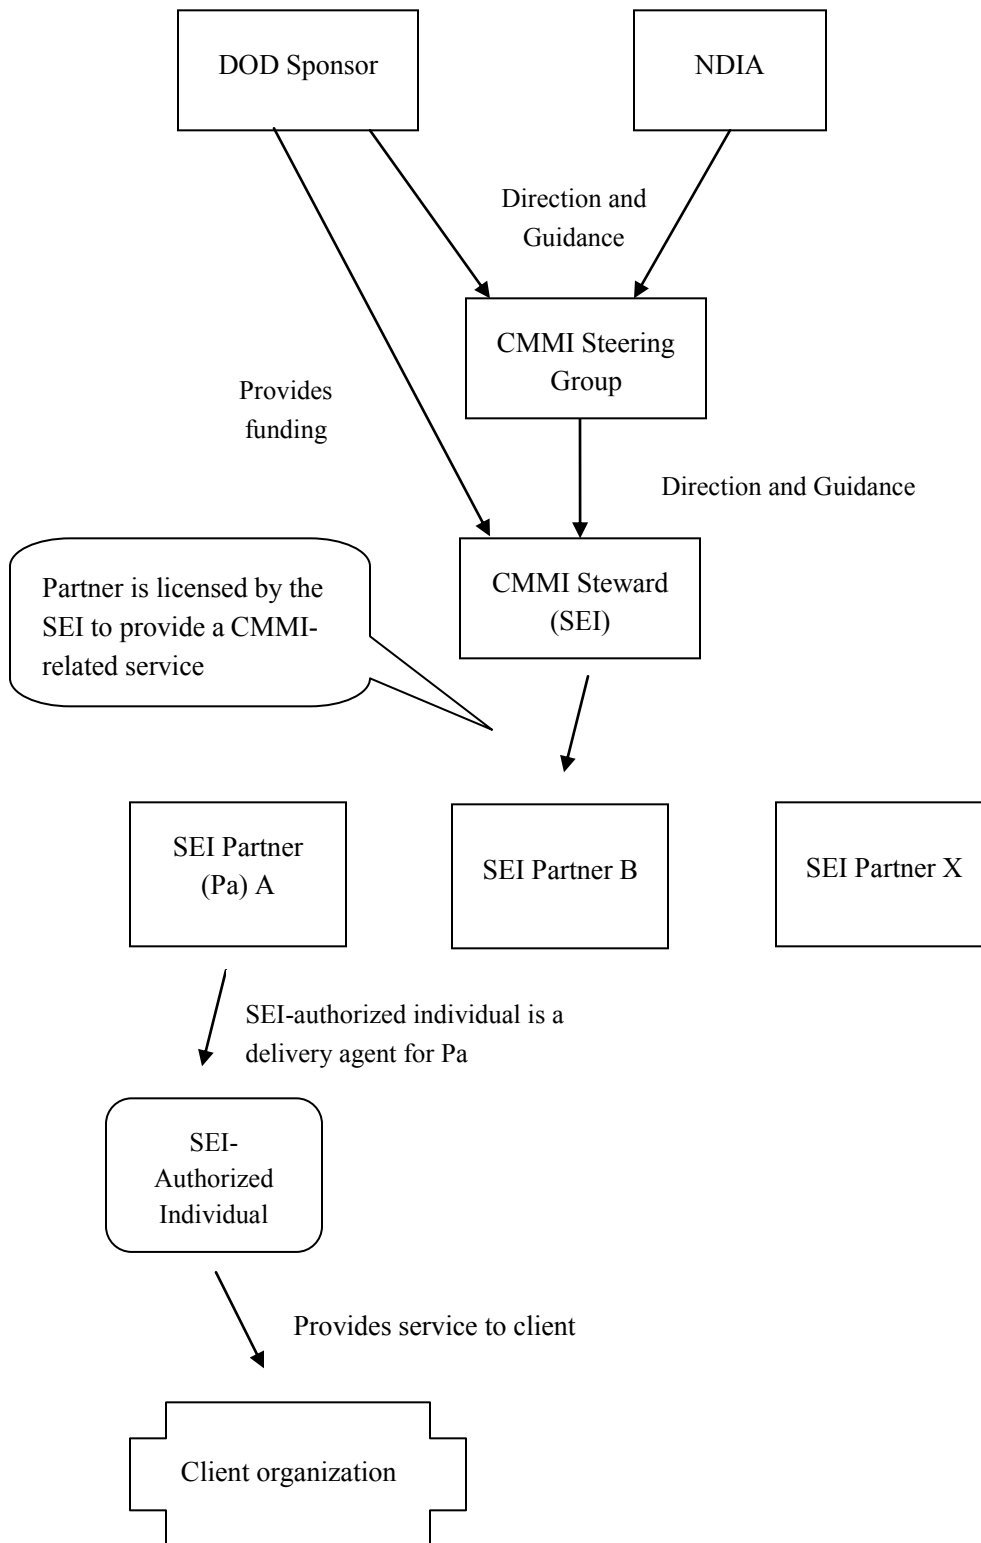 DOD Sponsor
NDIA
Direction and
Guidance
CMMI Steering
Group
Provides
funding
Direction and Guidance
CMMI Steward
(SEI)
Partner is licensed by the
SEI to provide a CMMI-
related service
SEI Partner
(Pa) A
SEI Partner B
SEI Partner X
SEI-authorized individual is a
delivery agent for Pa
SEI-
Authorized
Individual
Provides service to client
Client organization